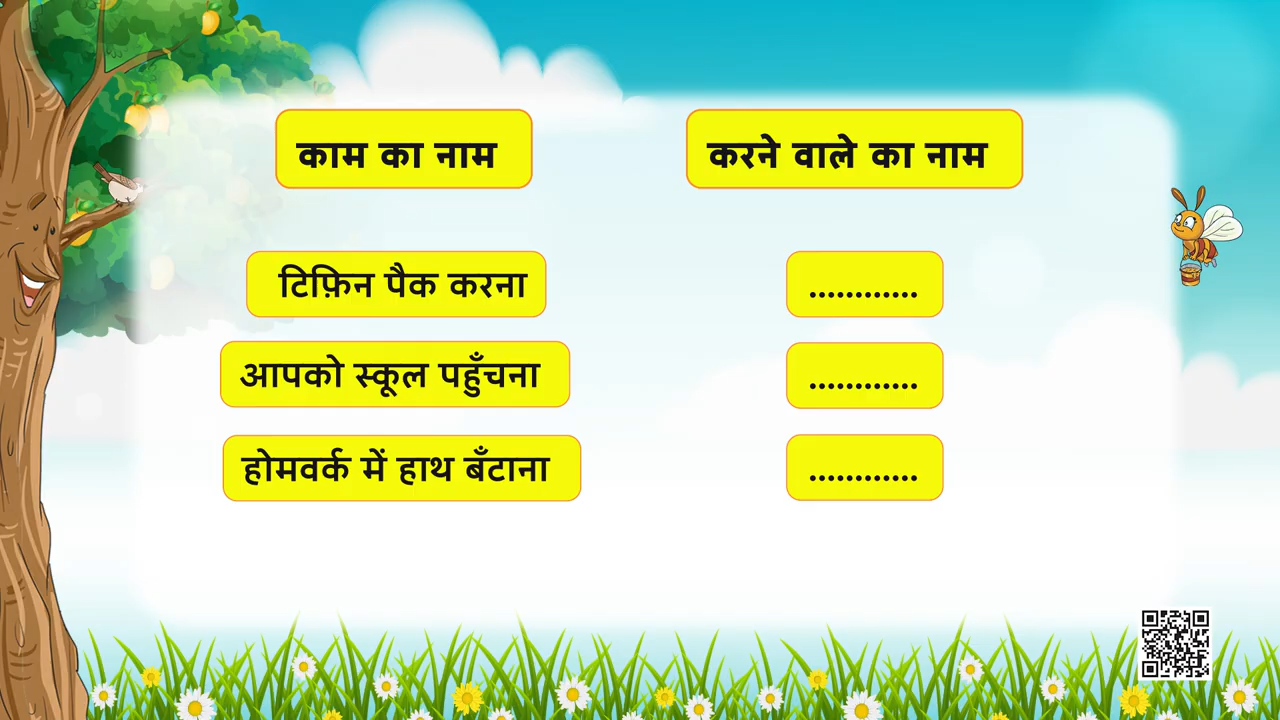 काम का नाम
करने वाले का नाम
टिफ़िन पैक करना
............
आपको स्कूल पहुँचना
............
होमवर्क में हाथ बँटाना
............